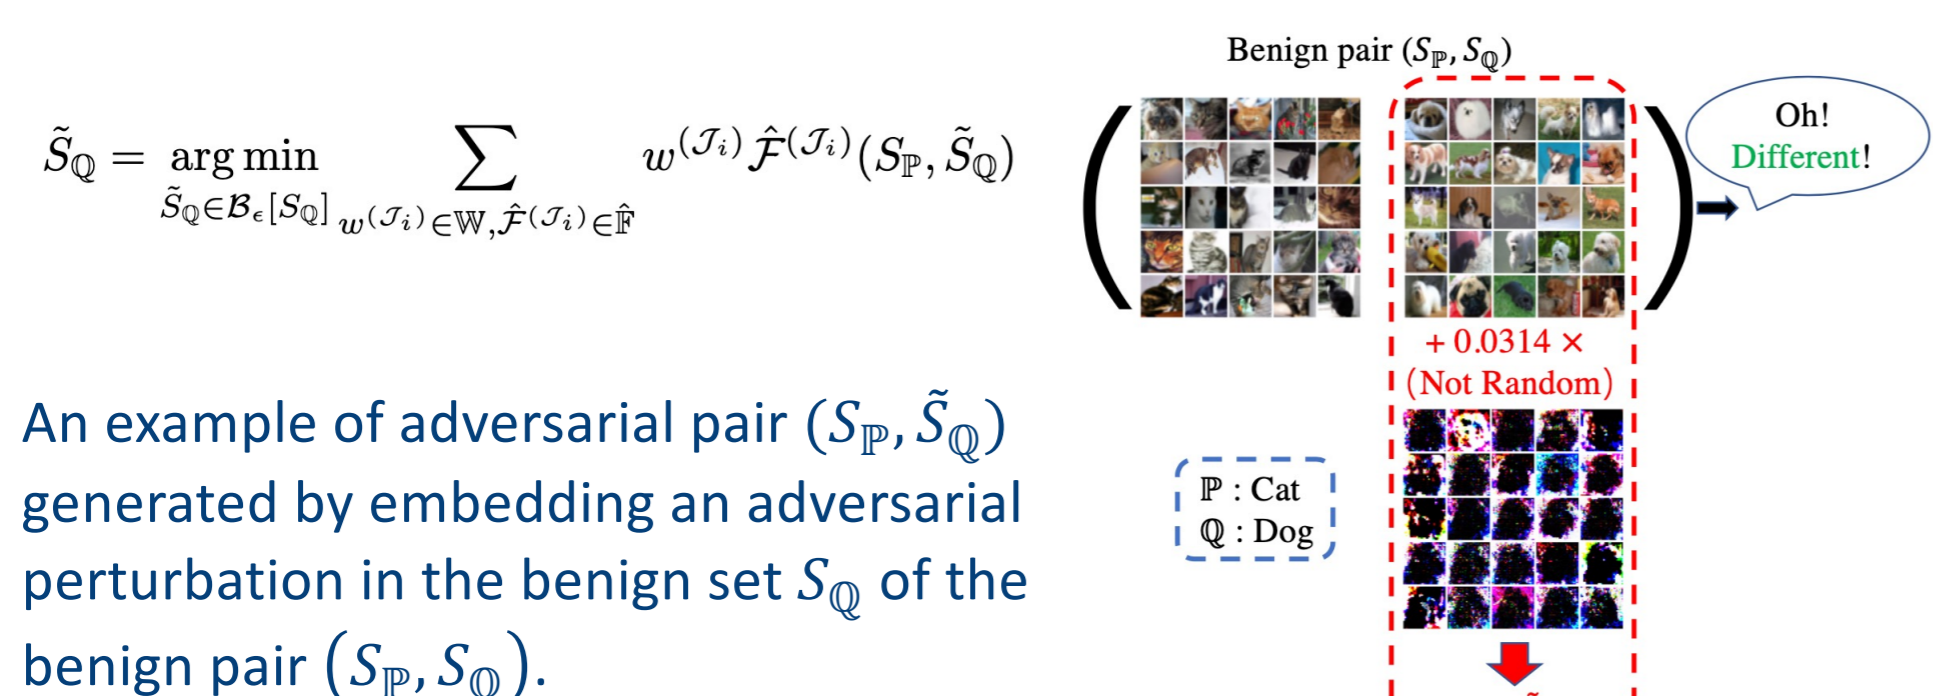 S̃_ℚ = arg min_{S̃_ℚ∈ℬ_ϵ[S_ℚ]} ∑_{w^{(𝒥_i)}∈𝕎, ℱ̂^{(𝒥_i)}∈𝔽̂} w^{(𝒥_i)} ℱ̂^{(𝒥_i)}(S_ℙ, S̃_ℚ)
An example of adversarial pair (S_ℙ, S̃_ℚ)
generated by embedding an adversarial
perturbation in the benign set S_ℚ of the
benign pair (S_ℙ, S_ℚ).
Benign pair (S_ℙ, S_ℚ)
Oh!
Different!
+ 0.0314 ×
(Not Random)
ℙ : Cat
ℚ : Dog